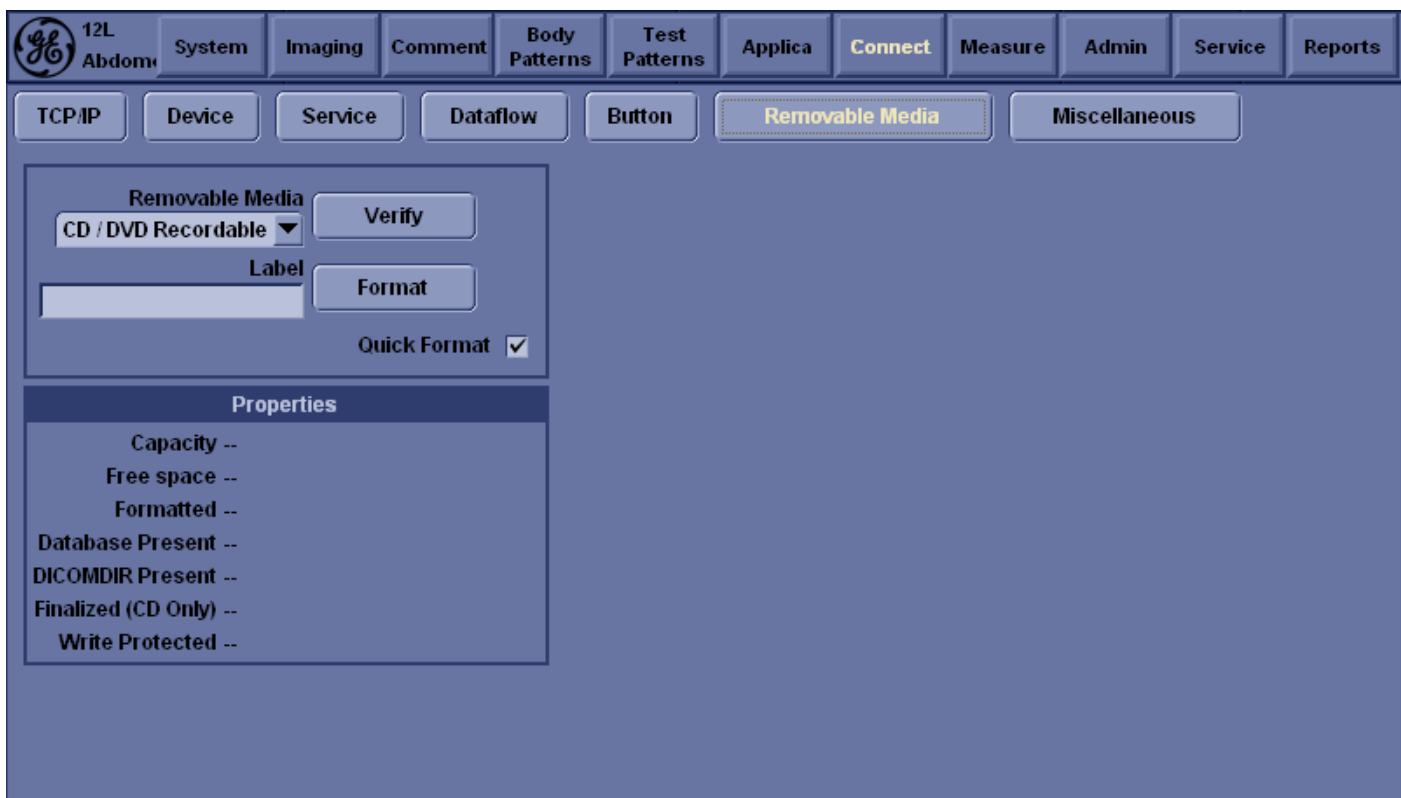 12L
Abdom
System
Imaging
Comment
Body
Patterns
Test
Patterns
Applica
Connect
Measure
Admin
Service
Reports
TCP/IP
Device
Service
Dataflow
Button
Removable Media
Miscellaneous
Removable Media
CD / DVD Recordable
Verify
Label
Format
Quick Format
Properties
Capacity --
Free space --
Formatted --
Database Present --
DICOMDIR Present --
Finalized (CD Only) --
Write Protected --